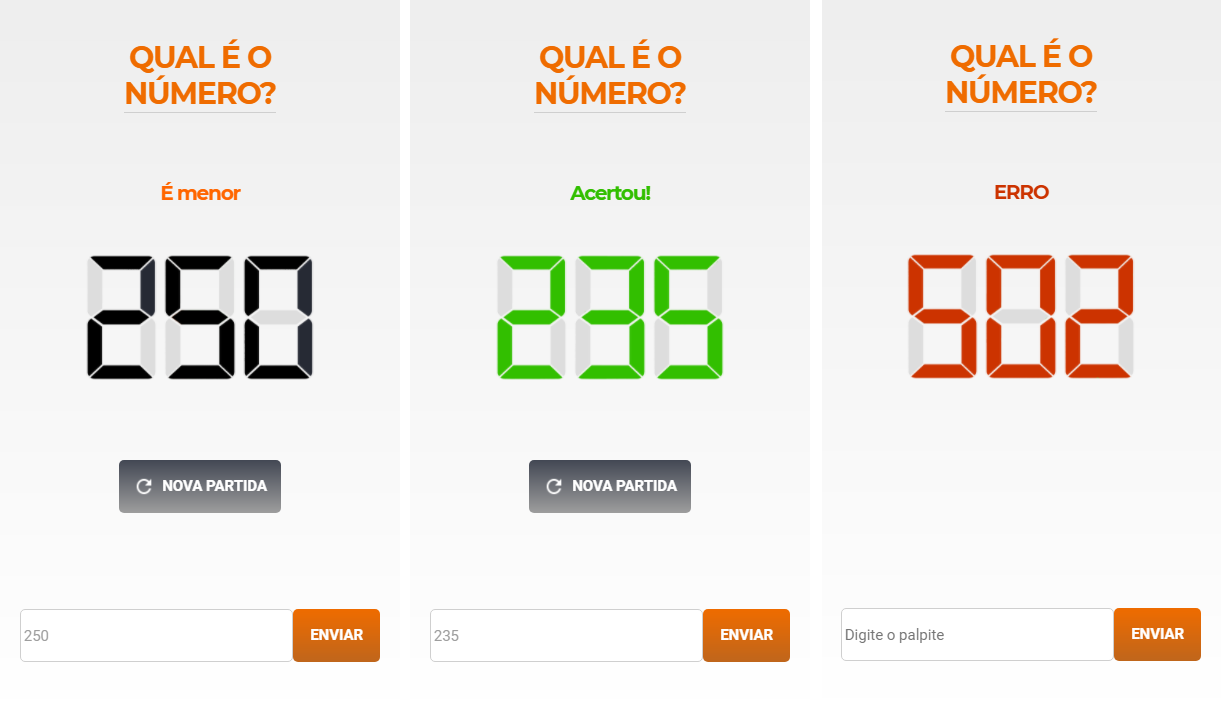 QUAL É O
NÚMERO?
É menor
250
NOVA PARTIDA
250
ENVIAR
QUAL É O
NÚMERO?
Acertou!
235
NOVA PARTIDA
235
ENVIAR
QUAL É O
NÚMERO?
ERRO
502
Digite o palpite
ENVIAR